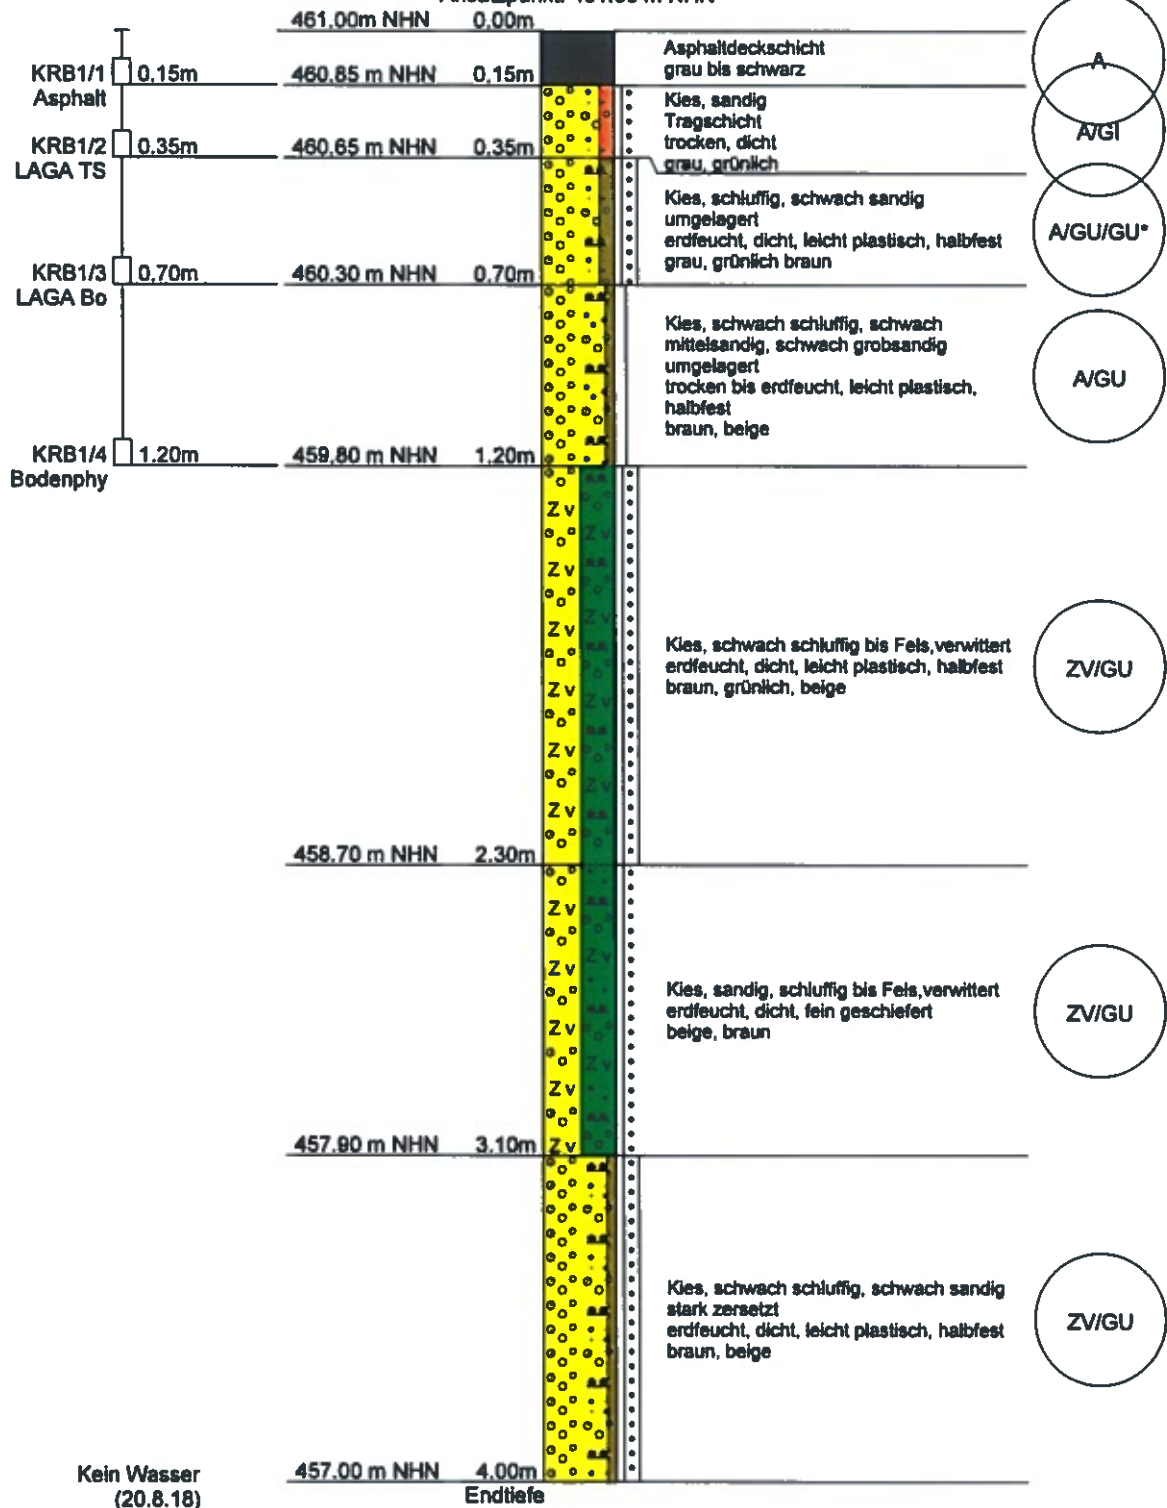 461.00m NHN 0.00m
Asphaltdeckschicht
grau bis schwarz
A
KRB1/1 0.15m 460.85 m NHN 0.15m
Asphalt
Kies, sandig
Tragschicht
trocken, dicht
grau, grünlich
A/GI
KRB1/2 0.35m 460.65 m NHN 0.35m
LAGA TS
Kies, schluffig, schwach sandig
umgelagert
erdfeucht, dicht, leicht plastisch, halbfest
grau, grünlich braun
A/GU/GU*
KRB1/3 0.70m 460.30 m NHN 0.70m
LAGA Bo
Kies, schwach schluffig, schwach
mittelsandig, schwach grobsandig
umgelagert
trocken bis erdfeucht, leicht plastisch,
halbfest
braun, beige
A/GU
KRB1/4 1.20m 459.80 m NHN 1.20m
Bodenphy
Z v
Z v
Z v
Z v
Z v
Z v
Z v
Z v
Z v
Z v
Kies, schwach schluffig bis Fels,verwittert
erdfeucht, dicht, leicht plastisch, halbfest
braun, grünlich, beige
ZV/GU
458.70 m NHN 2.30m
Z v
Z v
Z v
Z v
Z v
Z v
Z v
Kies, sandig, schluffig bis Fels,verwittert
erdfeucht, dicht, fein geschiefert
beige, braun
ZV/GU
457.90 m NHN 3.10m
Kies, schwach schluffig, schwach sandig
stark zersetzt
erdfeucht, dicht, leicht plastisch, halbfest
braun, beige
ZV/GU
Kein Wasser 457.00 m NHN 4.00m
(20.8.18) Endtiefe